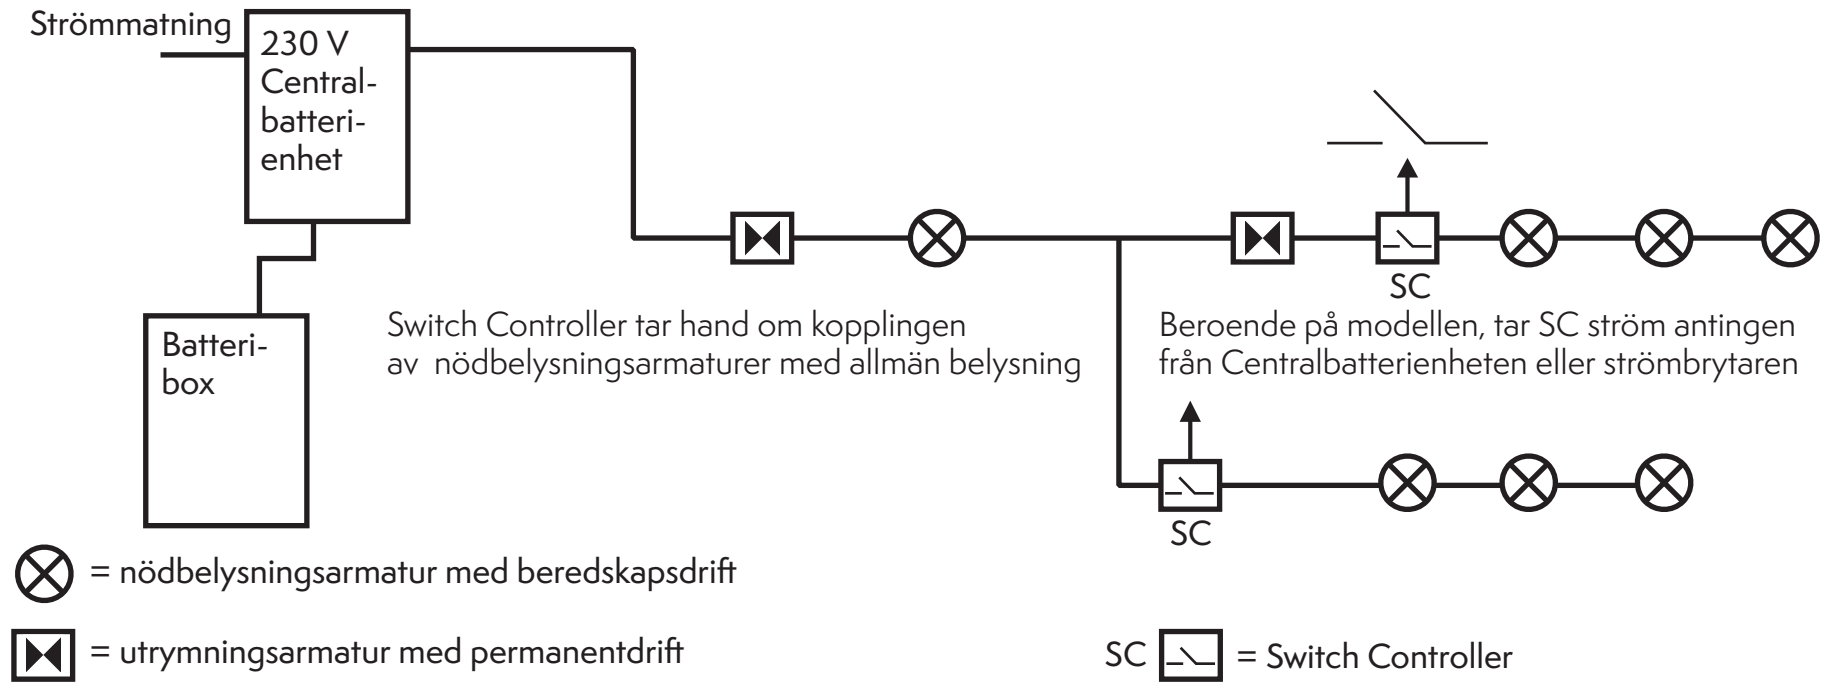 Strömmatning
230 V
Central-
batteri-
enhet
SC
Switch Controller tar hand om kopplingen
av nödbelysningsarmaturer med allmän belysning
Beroende på modellen, tar SC ström antingen
från Centralbatterienheten eller strömbrytaren
Batteri-
box
SC
= nödbelysningsarmatur med beredskapsdrift
= utrymningsarmatur med permanentdrift
SC = Switch Controller